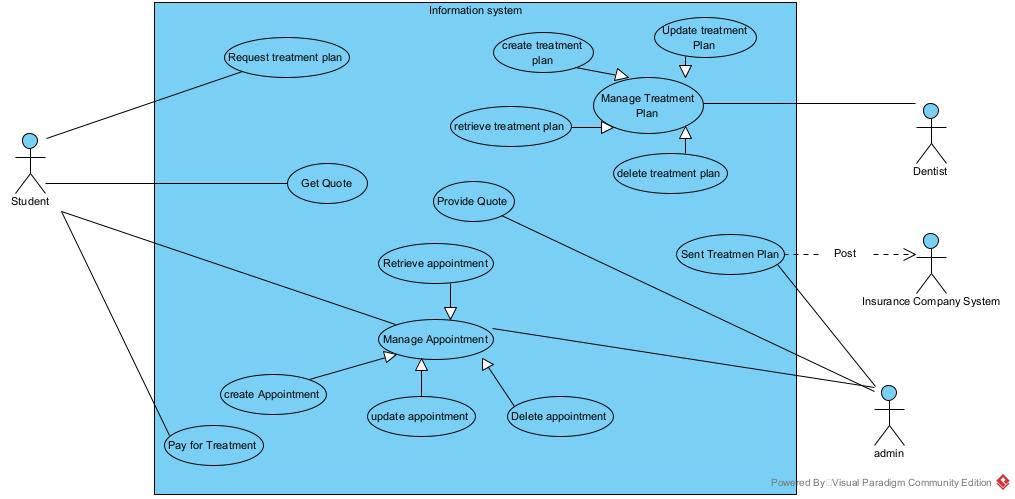 Information system
Request treatment plan
create treatment
plan
Update treatment
Plan
Manage Treatment
Plan
retrieve treatment plan
delete treatment plan
Dentist
Student
Get Quote
Provide Quote
Sent Treatmen Plan
Post
Insurance Company System
Retrieve appointment
Manage Appointment
create Appointment
update appointment
Delete appointment
Pay for Treatment
admin
Powered By Visual Paradigm Community Edition